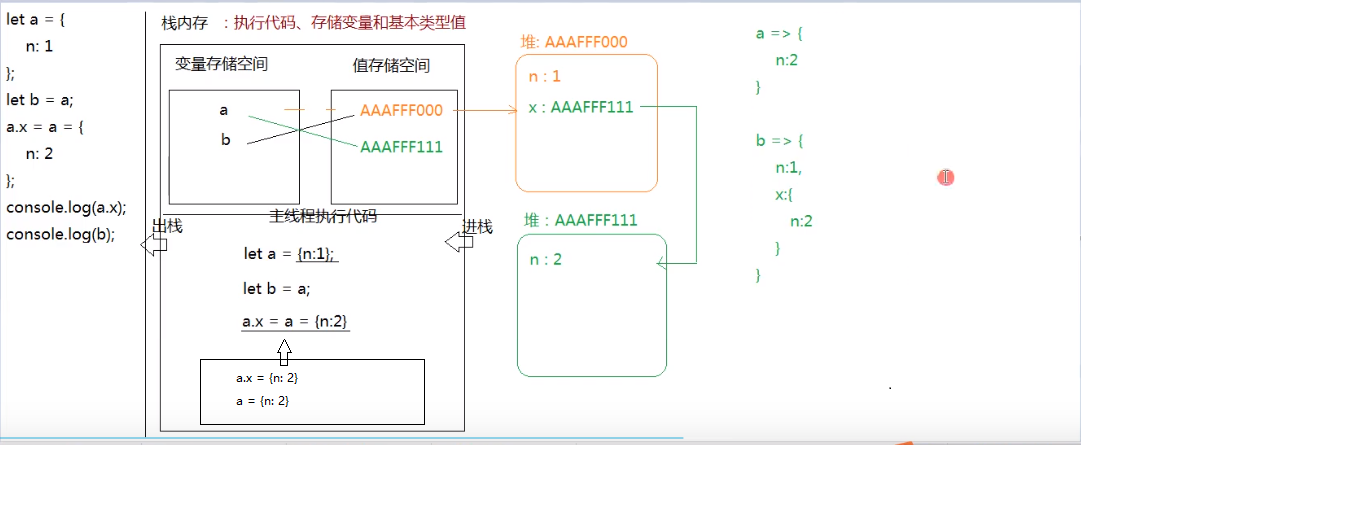 let a = {
n: 1
};
let b = a;
a.x = a = {
n: 2
};
console.log(a.x);
console.log(b);
栈内存 ：执行代码、存储变量和基本类型值
变量存储空间
值存储空间
a
b
AAAFFF000
AAAFFF111
主线程执行代码
出栈
进栈
let a = {n:1};
let b = a;
a.x = a = {n:2}
a.x = {n: 2}
a = {n: 2}
堆: AAAFFF000
n : 1
x : AAAFFF111
堆 : AAAFFF111
n : 2
a => {
n:2
}
b => {
n:1,
x:{
n:2
}
}